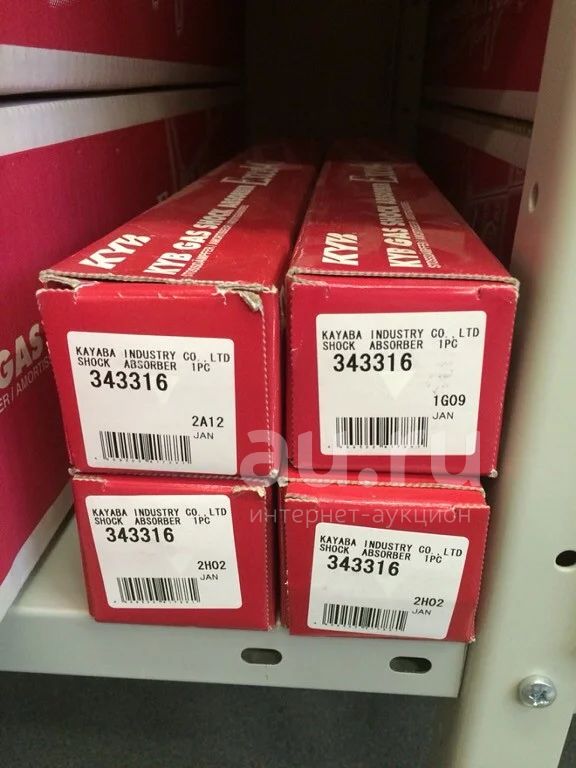 KYB
KYB GAS SHOCK ABSORBER
KYB
KYB GAS SHOCK ABSORBER
KAYABA INDUSTRY CO.,LTD
SHOCK ABSORBER 1PC
343316
2A12
JAN
KAYABA INDUSTRY CO.,LTD
SHOCK ABSORBER 1PC
343316
1G09
JAN
GAS
/ AMORTIS
au.ru
интернет-аукцион
KAYABA INDUSTRY CO.,LTD
SHOCK ABSORBER 1PC
343316
2H02
JAN
KAYABA INDUSTRY CO.,LTD
SHOCK ABSORBER 1PC
343316
2H02
JAN